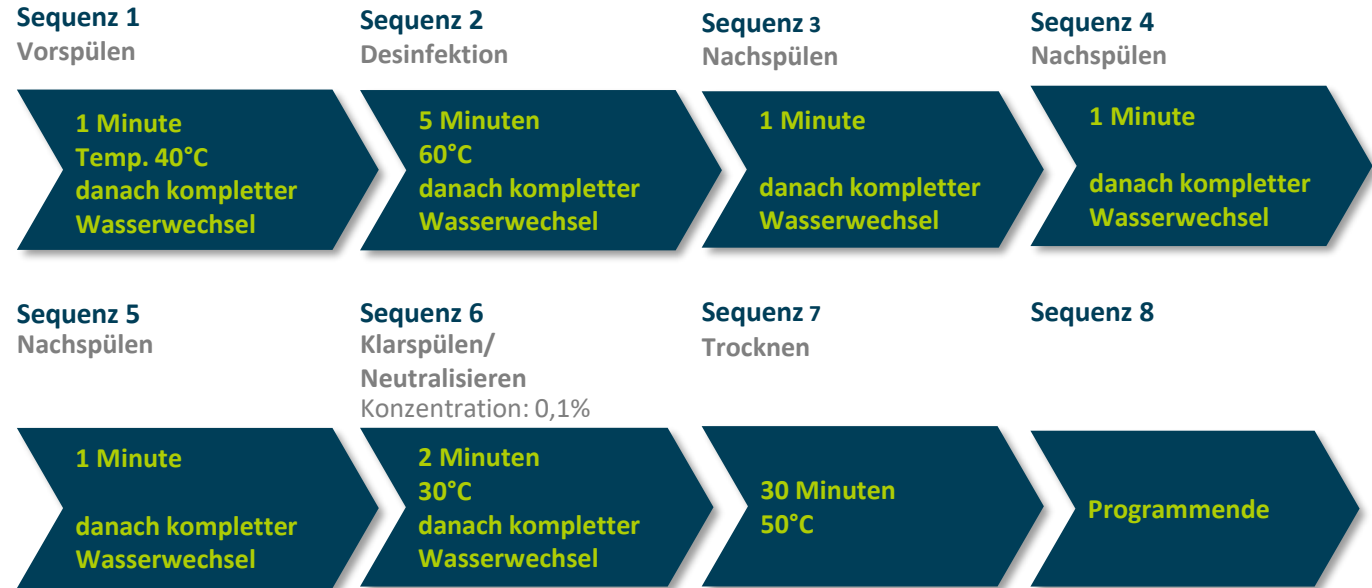 Sequenz 1
Vorspülen
1 Minute
Temp. 40°C
danach kompletter
Wasserwechsel
Sequenz 2
Desinfektion
5 Minuten
60°C
danach kompletter
Wasserwechsel
Sequenz 3
Nachspülen
1 Minute
danach kompletter
Wasserwechsel
Sequenz 4
Nachspülen
1 Minute
danach kompletter
Wasserwechsel
Sequenz 5
Nachspülen
1 Minute
danach kompletter
Wasserwechsel
Sequenz 6
Klarspülen/
Neutralisieren
Konzentration: 0,1%
2 Minuten
30°C
danach kompletter
Wasserwechsel
Sequenz 7
Trocknen
30 Minuten
50°C
Sequenz 8
Programmende